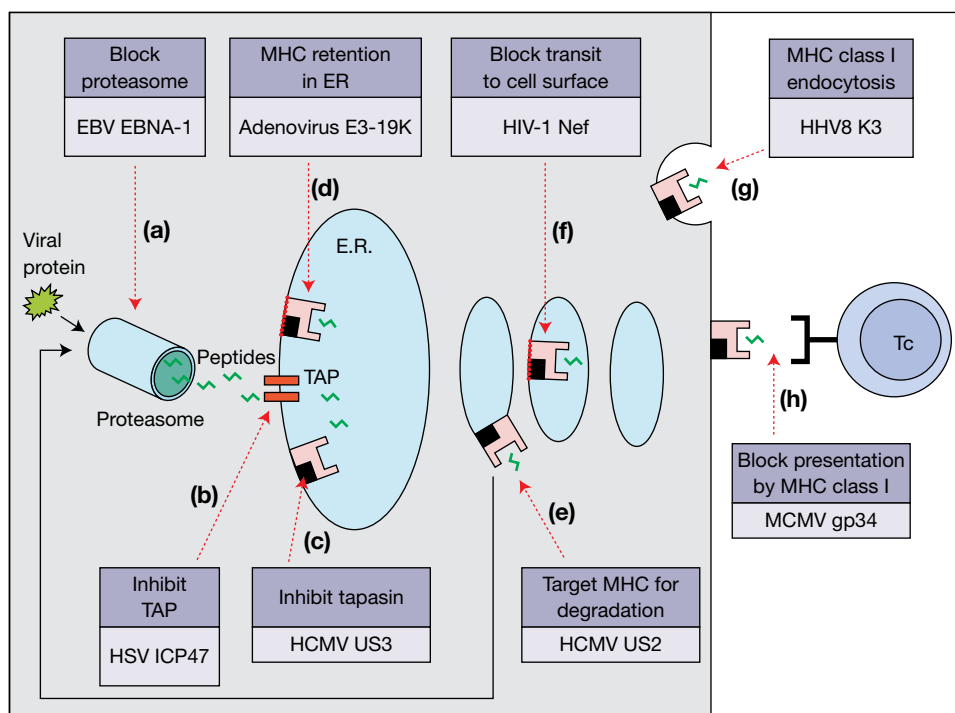 Block
proteasome
EBV EBNA-1
MHC retention
in ER
Adenovirus E3-19K
Block transit
to cell surface
HIV-1 Nef
MHC class I
endocytosis
HHV8 K3
(a)
(d)
(f)
(g)
Viral
protein
E.R.
Peptides
TAP
Proteasome
Tc
(h)
(b)
(c)
(e)
Block presentation
by MHC class I
MCMV gp34
Inhibit
TAP
HSV ICP47
Inhibit tapasin
HCMV US3
Target MHC for
degradation
HCMV US2